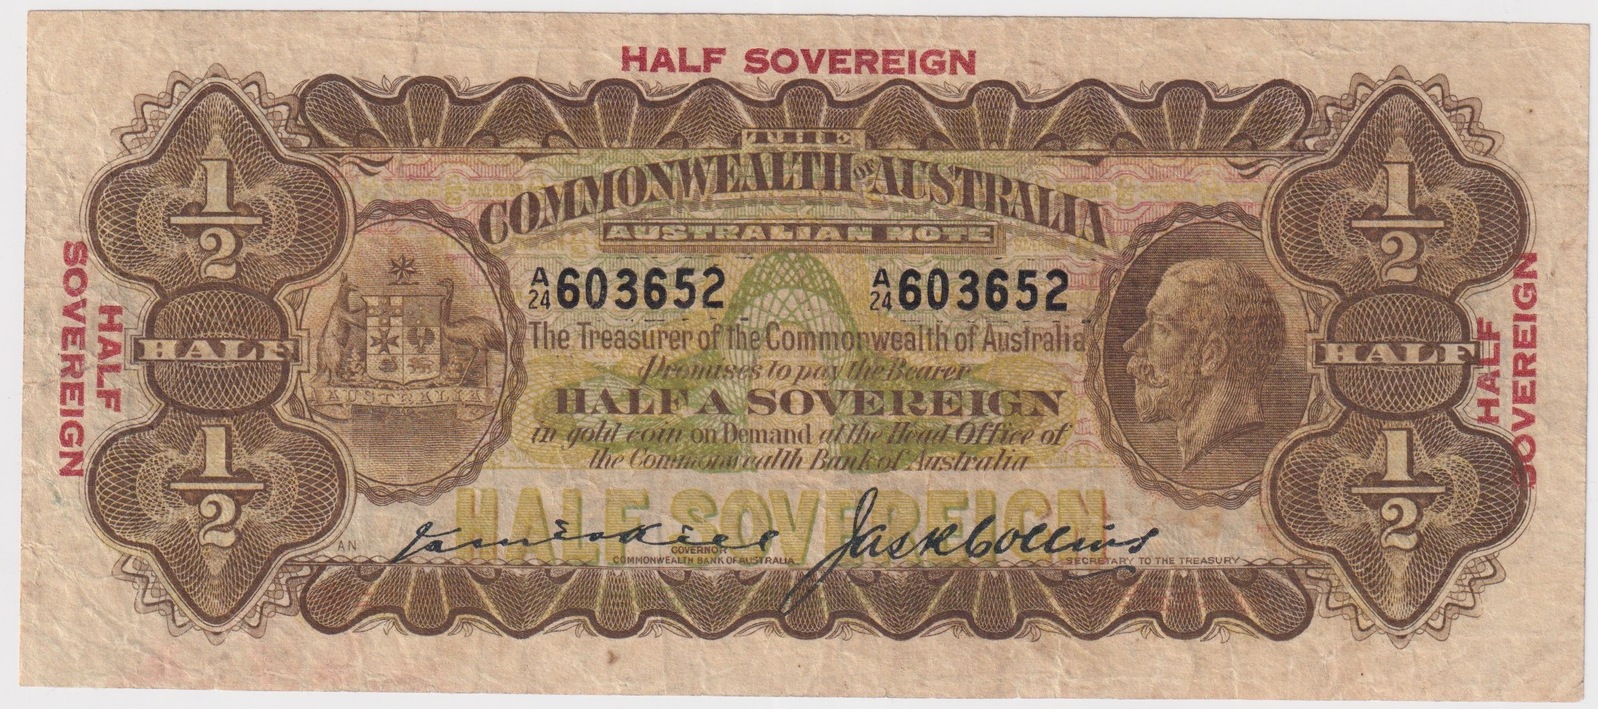 HALF SOVEREIGN
THE
COMMONWEALTH OF AUSTRALIA
AUSTRALIAN NOTE
1/2
1/2
A/24 603652 A/24 603652
The Treasurer of the Commonwealth of Australia
Promises to pay the Bearer
HALF A SOVEREIGN
in gold coin on Demand at the Head Office of
the Commonwealth Bank of Australia
HALF SOVEREIGN
HALF
HALF
AUSTRALIA
HALF SOVEREIGN
HALF SOVEREIGN
1/2
1/2
AN
Jas Collins
GOVERNOR
COMMONWEALTH BANK OF AUSTRALIA
SECRETARY TO THE TREASURY